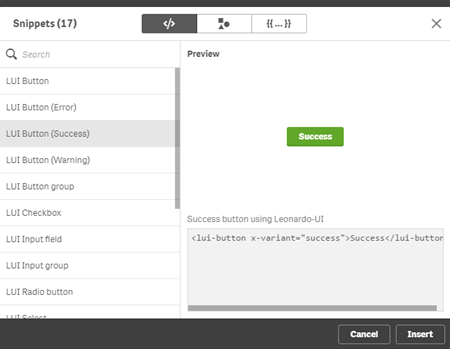 Snippets (17)
</>
{{ ... }}
Search
LUI Button
LUI Button (Error)
LUI Button (Success)
LUI Button (Warning)
LUI Button group
LUI Checkbox
LUI Input field
LUI Input group
LUI Radio button
LUI Select
Preview
Success
Success button using Leonardo-UI
<lui-button x-variant="success">Success</lui-button
Cancel
Insert